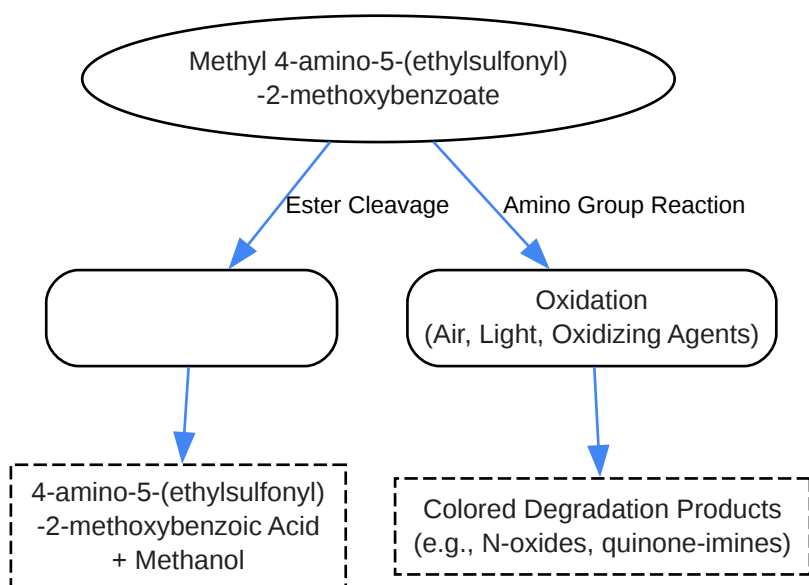 Methyl 4-amino-5-(ethylsulfonyl)
-2-methoxybenzoate
Ester Cleavage
Amino Group Reaction
Oxidation
(Air, Light, Oxidizing Agents)
4-amino-5-(ethylsulfonyl)
-2-methoxybenzoic Acid
+ Methanol
Colored Degradation Products
(e.g., N-oxides, quinone-imines)